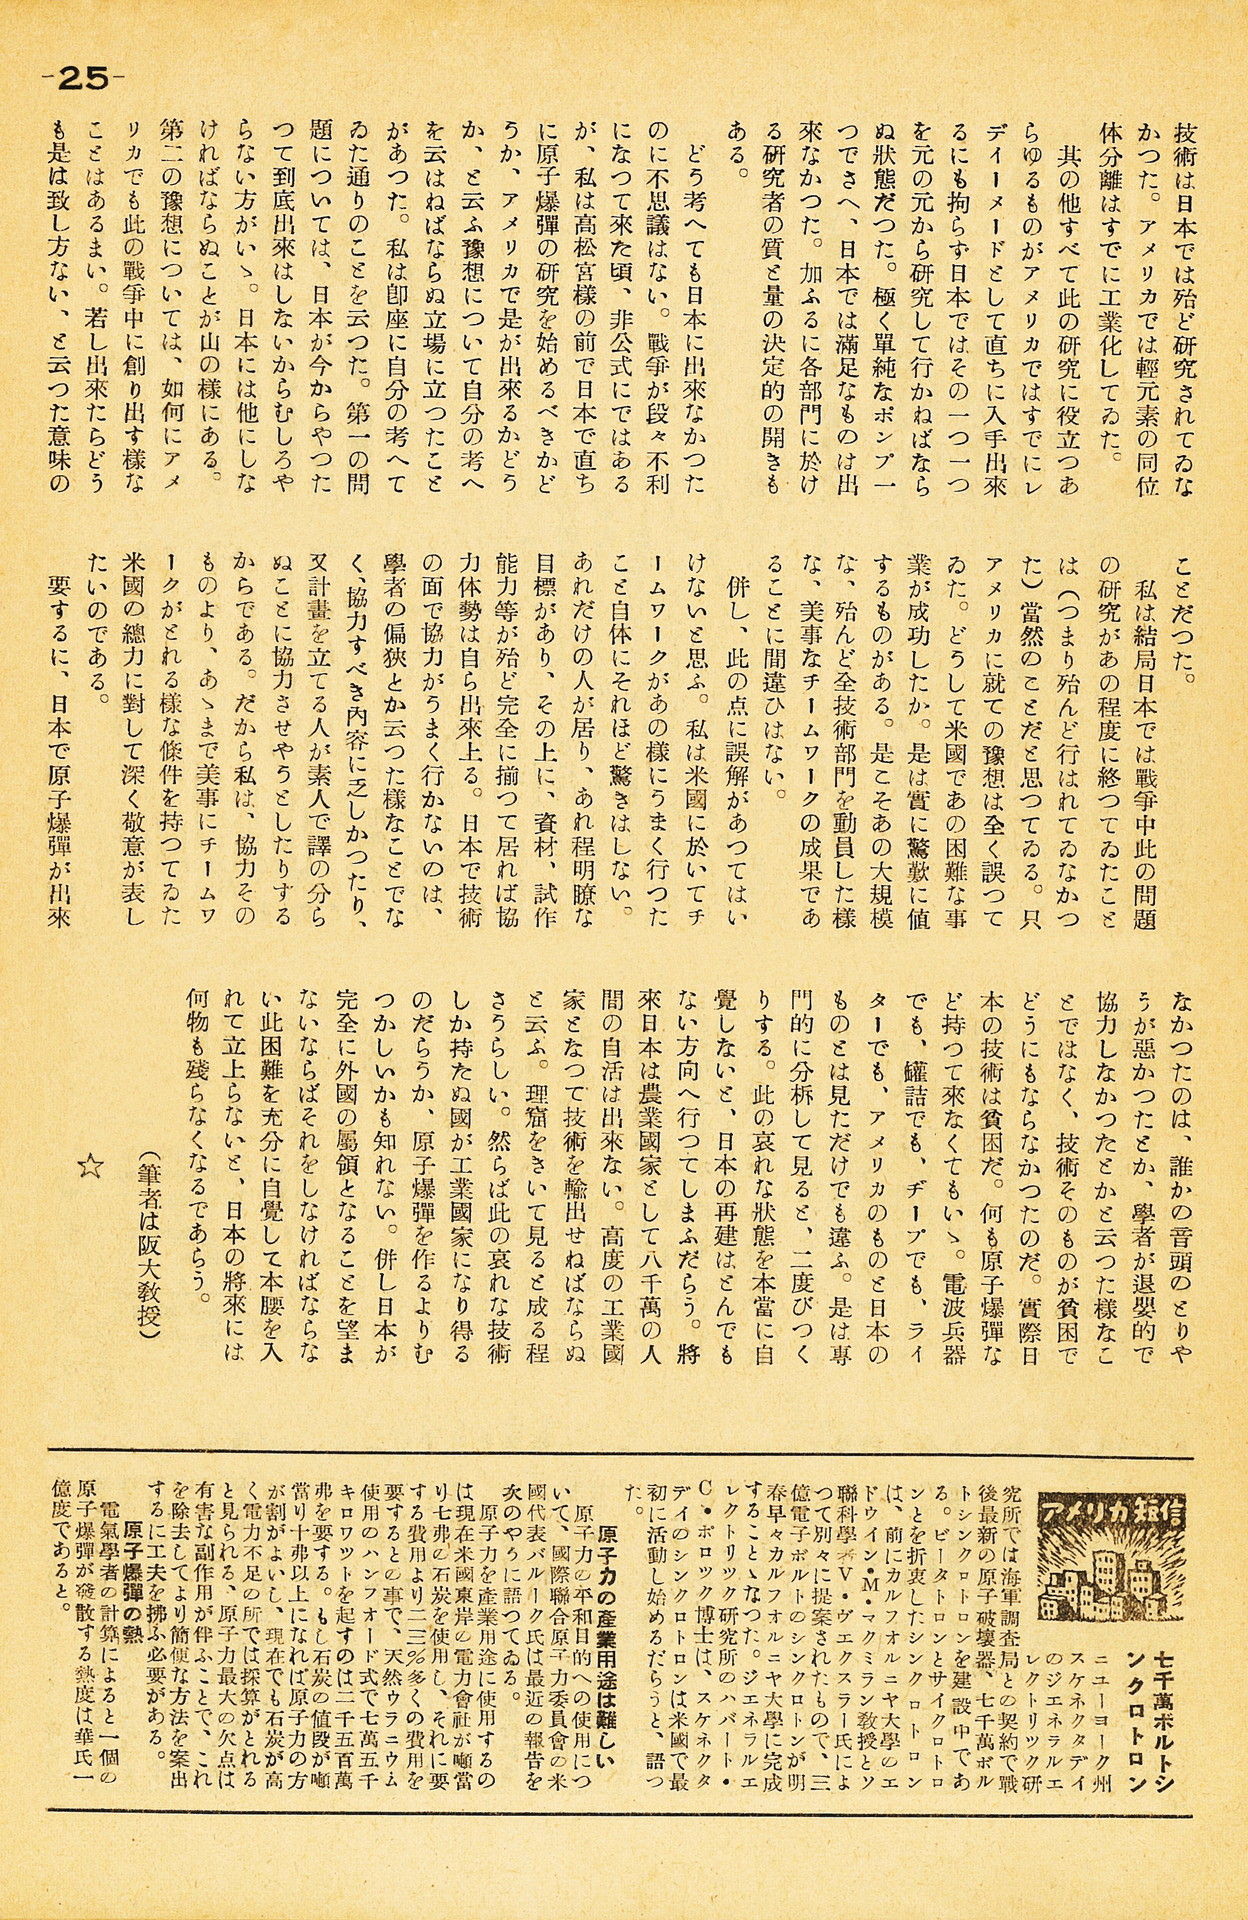 -25-
技術は日本では殆ど研究されてゐな
かつた。アメリカでは輕元素の同位
体分離はすでに工業化してゐた。
其の他すべて此の研究に役立つあ
らゆるものがアメリカではすでにレ
デイーメードとして直ちに入手出來
るにも拘らず日本ではその一つ一つ
を元の元から研究して行かねばなら
ぬ狀態だつた。極く單純なポンプ一
つでさへ、日本では滿足なものは出
來なかつた。加ふるに各部門に於け
る研究者の質と量の決定的の開きも
ある。
どう考へても日本に出來なかつた
のに不思議はない。戰爭が段々不利
になつて來た頃、非公式にではある
が、私は高松宮樣の前で日本で直ち
に原子爆彈の研究を始めるべきかど
うか、アメリカで是が出來るかどう
か、と云ふ豫想について自分の考へ
を云はねばならぬ立場に立つたこと
があつた。私は卽座に自分の考へて
ゐた通りのことを云つた。第一の問
題については、日本が今からやつた
つて到底出來はしないからむしろや
らない方がいゝ。日本には他にしな
ければならぬことが山の樣にある。
第二の豫想については、如何にアメ
リカでも此の戰爭中に創り出す樣な
ことはあるまい。若し出來たらどう
も是は致し方ない、と云つた意味の
ことだつた。
私は結局日本では戰爭中此の問題
の研究があの程度に終つてゐたこと
は（つまり殆んど行はれてゐなかつ
た）當然のことだと思つてゐる。只
アメリカに就ての豫想は全く誤つて
ゐた。どうして米國であの困難な事
業が成功したか。是は實に驚歎に値
するものがある。是こそあの大規模
な、殆んど全技術部門を動員した樣
な、美事なチームワークの成果であ
ることに間違ひはない。
併し、此の点に誤解があつてはい
けないと思ふ。私は米國に於いてチ
ームワークがあの樣にうまく行つた
こと自体にそれほど驚きはしない。
あれだけの人が居り、あれ程明瞭な
目標があり、その上に、資材、試作
能力等が殆ど完全に揃つて居れば協
力体勢は自ら出來上る。日本で技術
の面で協力がうまく行かないのは、
學者の偏狹とか云つた樣なことでな
く、協力すべき內容に乏しかつたり、
又計畫を立てる人が素人で譯の分ら
ぬことに協力させやうとしたりする
からである。だから私は、協力その
ものより、あゝまで美事にチームワ
ークがとれる樣な條件を持つてゐた
米國の總力に對して深く敬意が表し
たいのである。
要するに、日本で原子爆彈が出來
なかつたのは、誰かの音頭のとりや
うが惡かつたとか、學者が退嬰的で
協力しなかつたとかと云つた樣なこ
とではなく、技術そのものが貧困で
どうにもならなかつたのだ。實際日
本の技術は貧困だ。何も原子爆彈な
ど持つて來なくてもいゝ。電波兵器
でも、罐詰でも、ヂープでも、ライ
ターでも、アメリカのものと日本の
ものとは見ただけでも違ふ。是は專
門的に分析して見ると、二度びつく
りする。此の哀れな狀態を本當に自
覺しないと、日本の再建はとんでも
ない方向へ行つてしまふだらう。將
來日本は農業國家として八千萬の人
間の自活は出來ない。高度の工業國
家となつて技術を輸出せねばならぬ
と云ふ。理窟をきいて見ると成る程
さうらしい。然らば此の哀れな技術
しか持たぬ國が工業國家になり得る
のだらうか、原子爆彈を作るよりむ
つかしいかも知れない。併し日本が
完全に外國の屬領となることを望ま
ないならばそれをしなければならな
い此困難を充分に自覺して本腰を入
れて立上らないと、日本の將來には
何物も殘らなくなるであらう。
（筆者は阪大敎授）
☆
アメリカ短信
七千萬ボルトシ
ンクロトロン
ニユーヨーク州
スケネクタデイ
のジエネラルエ
レクトリツク硏
究所では海軍調査局との契約で戰
後最新の原子破壞器、七千萬ボル
トシンクロトロンを建設中であ
る。ビータトロンとサイクロトロ
ンとを折衷したシンクロトロン
は、前にカルフオルニヤ大學のエ
ドウイン・M・マクミラン敎授とソ
聯科學者V・ヴエクスラー氏によ
つて別々に提案されたもので、三
億電子ボルトのシンクロトンが明
春早々カルフオルニヤ大學に完成
することゝなつた。ジエネラルエ
レクトリツク硏究所のハバート・
C・ポロツク博士は、スケネクタ
デイのシンクロトロンは米國で最
初に活動し始めるだらうと、語つ
た。
原子力の產業用途は難しい
原子力の平和目的への使用につ
いて、國際聯合原子力委員會の米
國代表バルーク氏は最近の報告を
次のやうに語つてゐる。
原子力を產業用途に使用するの
は現在米國東岸の電力會社が噸當
り七弗の石炭を使用し、それに要
する費用より二三％多くの費用を
要するとの事で、天然ウラニウム
使用のハンフオード式で七萬五千
キロワツトを起すのは二千五百萬
弗を要する。もし石炭の値段が噸
當り十弗以上になれば原子力の方
が割がよいし、現在でも石炭が高
く電力不足の所では採算がとれる
と見られる、原子力最大の欠点は
有害な副作用が伴ふことで、これ
を除去してより簡便な方法を案出
するに工夫を拂ふ必要がある。
原子爆彈の熱
電氣學者の計算によると一個の
原子爆彈が發散する熱度は華氏一
億度であると。